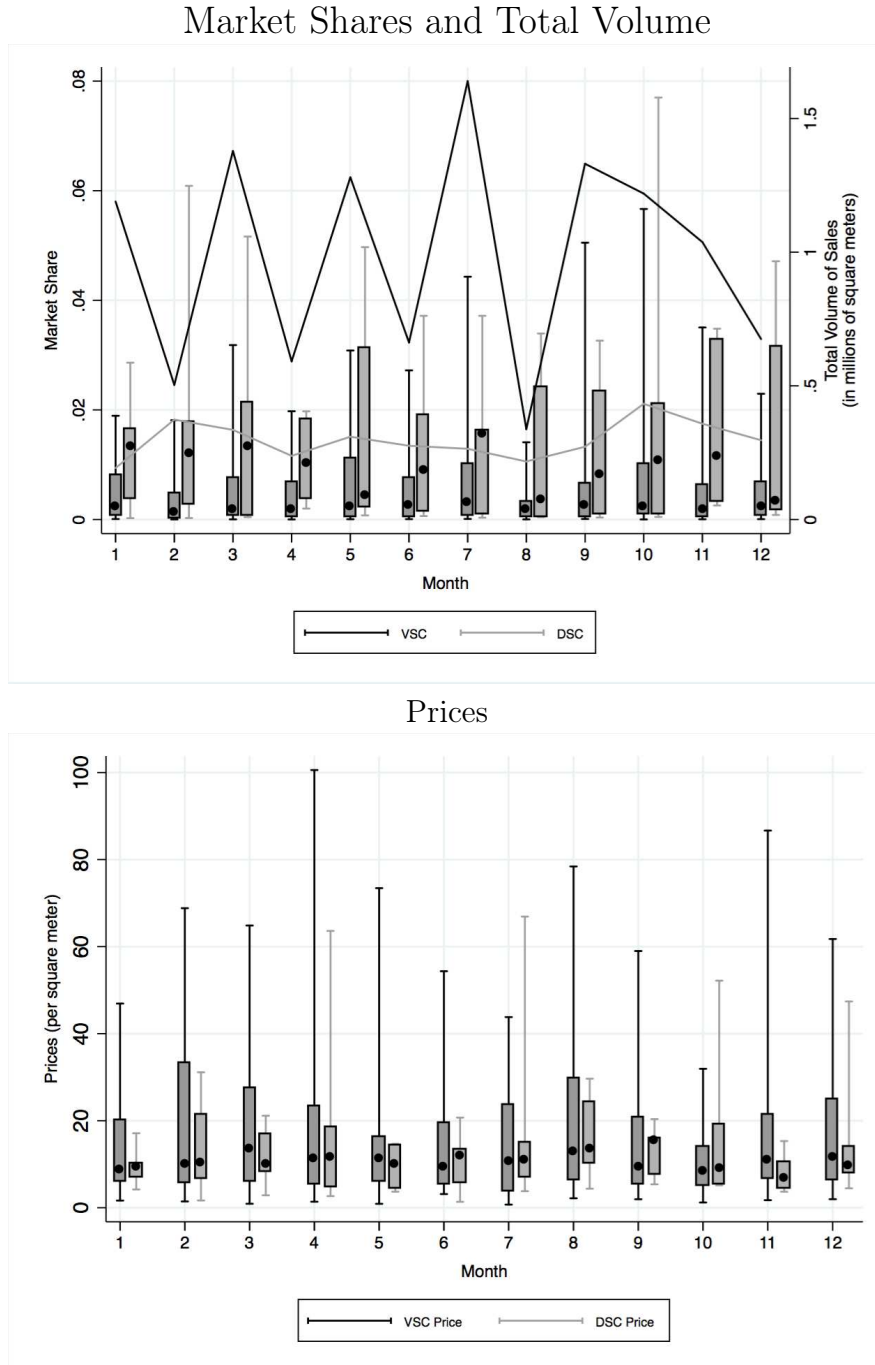 Market Shares and Total Volume
.08
.06
.04
.02
0
Market Share
1.5
1
.5
0
Total Volume of Sales
(in millions of square meters)
1 2 3 4 5 6 7 8 9 10 11 12
Month
VSC DSC
Prices
100
80
60
40
20
0
Prices (per square meter)
1 2 3 4 5 6 7 8 9 10 11 12
Month
VSC Price DSC Price